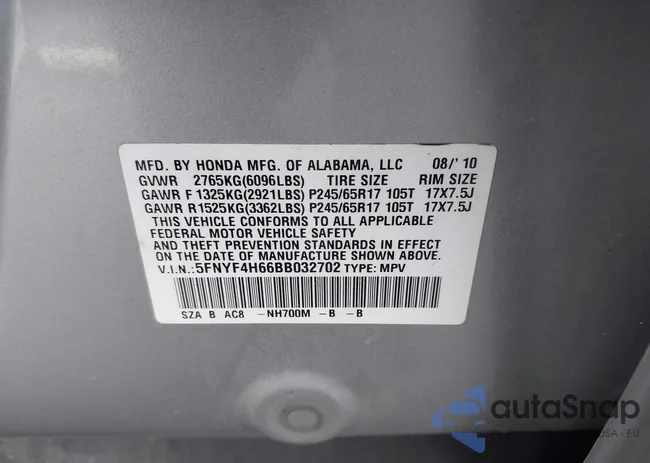 MFD. BY HONDA MFG. OF ALABAMA, LLC 08/'10
GVWR 2765KG(6096LBS) TIRE SIZE RIM SIZE
GAWR F 1325KG(2921LBS) P245/65R17 105T 17X7.5J
GAWR R 1525KG(3362LBS) P245/65R17 105T 17X7.5J
THIS VEHICLE CONFORMS TO ALL APPLICABLE
FEDERAL MOTOR VEHICLE SAFETY AND
THEFT PREVENTION STANDARDS IN EFFECT
ON THE DATE OF MANUFACTURE SHOWN ABOVE.
V.I.N.:5FNYF4H66BB032702 TYPE: MPV
SZA B AC8 -NH700M -B -B
autoSnap
USA / EU